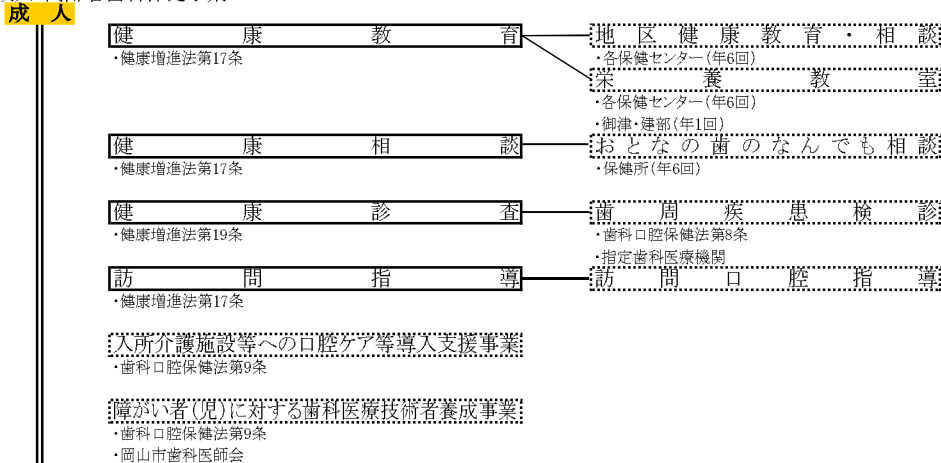 成人
健康教育
・健康増進法第17条
地区健康教育・相談
・各保健センター(年6回)
栄養教室
・各保健センター(年6回)
・御津・建部(年1回)
健康相談
・健康増進法第17条
おとなの歯のなんでも相談
・保健所(年6回)
健康診査
・健康増進法第19条
歯周疾患検診
・歯科口腔保健法第8条
・指定歯科医療機関
訪問指導
・健康増進法第17条
訪問口腔指導
入所介護施設等への口腔ケア等導入支援事業
・歯科口腔保健法第9条
障がい者(児)に対する歯科医療技術者養成事業
・歯科口腔保健法第9条
・岡山市歯科医師会